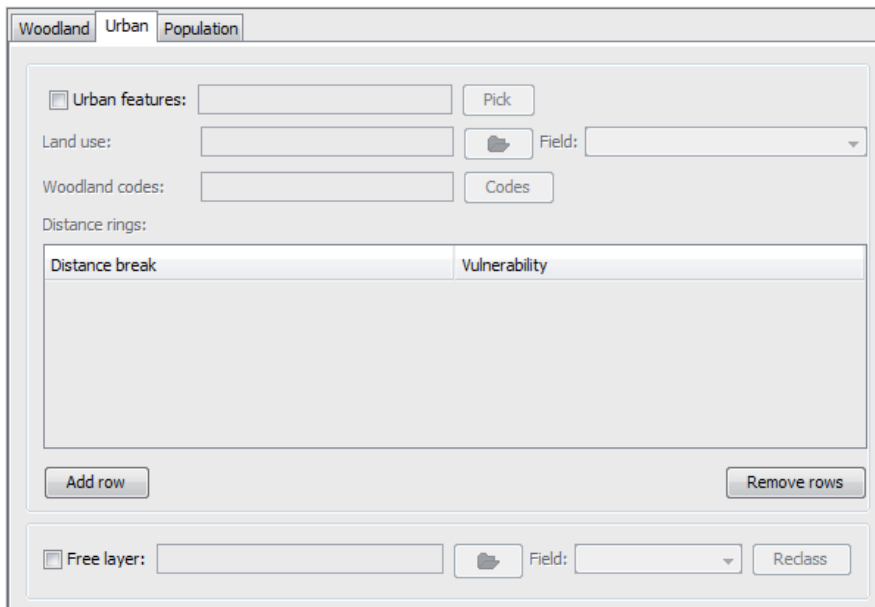 Woodland Urban Population
Urban features: Pick
Land use: Field:
Woodland codes: Codes
Distance rings:
Distance break Vulnerability
Add row Remove rows
Free layer: Field: Reclass